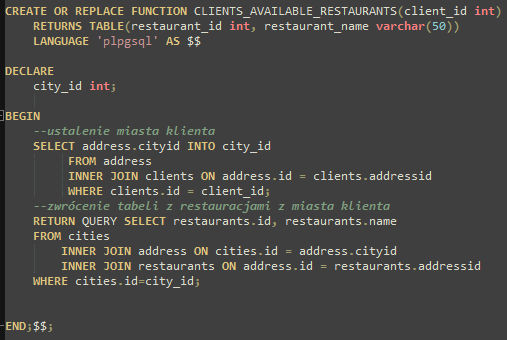 CREATE OR REPLACE FUNCTION CLIENTS_AVAILABLE_RESTAURANTS(client_id int)
    RETURNS TABLE(restaurant_id int, restaurant_name varchar(50))
    LANGUAGE 'plpgsql' AS $$

DECLARE
    city_id int;

BEGIN
    --ustalenie miasta klienta
    SELECT address.cityid INTO city_id
        FROM address
        INNER JOIN clients ON address.id = clients.addressid
        WHERE clients.id = client_id;
    --zwrócenie tabeli z restauracjami z miasta klienta
    RETURN QUERY SELECT restaurants.id, restaurants.name
    FROM cities
        INNER JOIN address ON cities.id = address.cityid
        INNER JOIN restaurants ON address.id = restaurants.addressid
    WHERE cities.id=city_id;

END;$$;